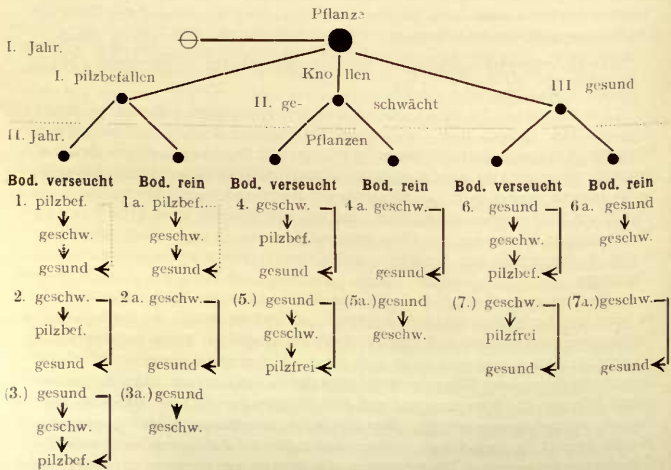 Pflanze
I. Jahr.
I. pilzbefallen Knollen III gesund
II. ge- schwächt
II. Jahr. Pflanzen
Bod. verseucht Bod. rein Bod. verseucht Bod. rein Bod. verseucht Bod. rein
1. pilzbef. 1a. pilzbef. 4. geschw. 4a. geschw. 6. gesund 6a. gesund
geschw. geschw. pilzbef. geschw. geschw.
gesund gesund gesund gesund pilzbef.
2. geschw. 2a. geschw. (5.) gesund (5a.) gesund (7.) geschw. (7a.) geschw.
pilzbef. geschw. geschw. pilzfrei
gesund gesund pilzfrei gesund gesund
(3.) gesund (3a.) gesund
geschw. geschw.
pilzbef.